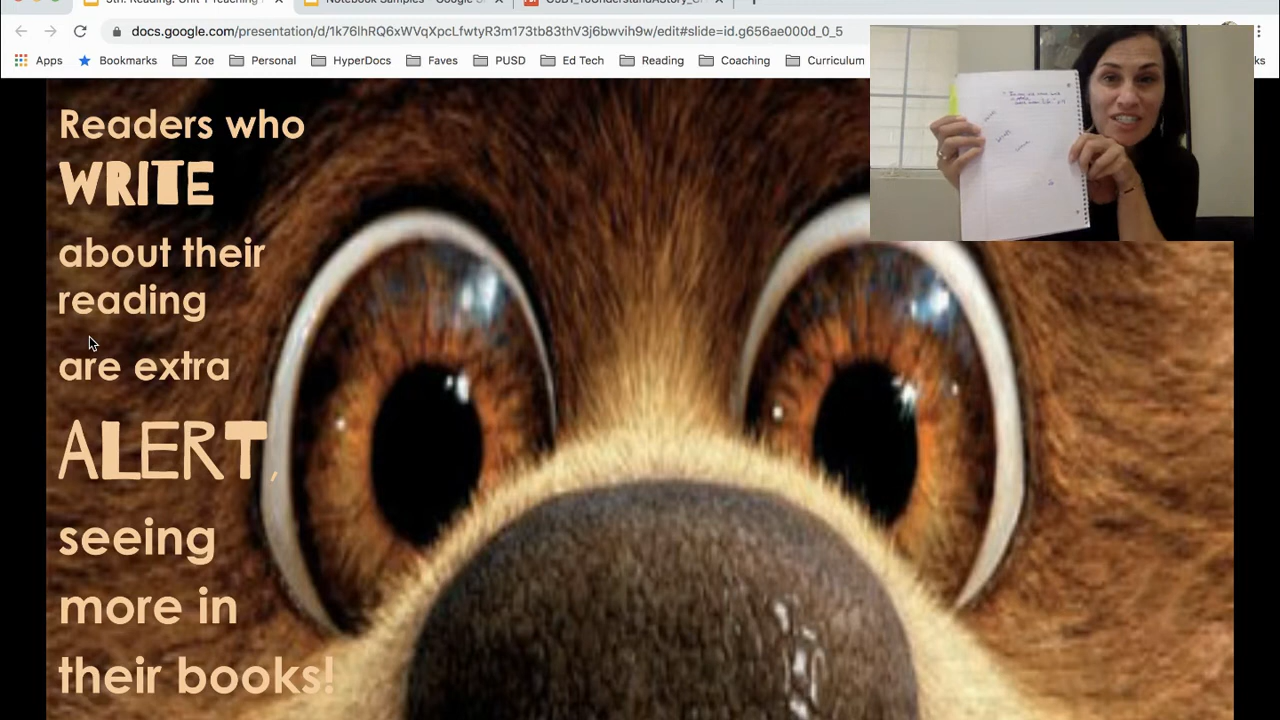 docs.google.com/presentation/d/1k76lhRQ6xWVqXpcLfwtyR3m173tb83thV3j6bwvih9w/edit#slide=id.g656ae000d_0_5
Apps Bookmarks Zoe Personal HyperDocs Faves PUSD Ed Tech Reading Coaching Curriculum
Readers who
WRITE
about their
reading
are extra
ALERT,
seeing
more in
their books!